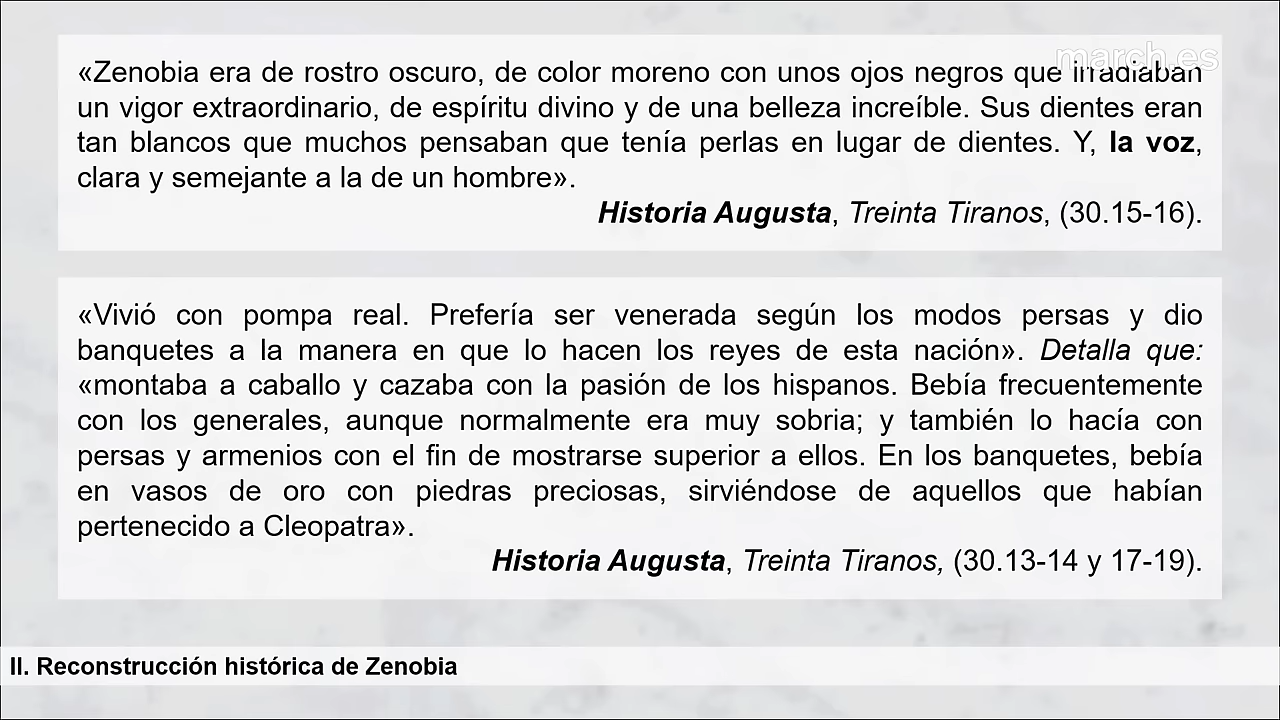 march.es
«Zenobia era de rostro oscuro, de color moreno con unos ojos negros que irradiaban
un vigor extraordinario, de espíritu divino y de una belleza increíble. Sus dientes eran
tan blancos que muchos pensaban que tenía perlas en lugar de dientes. Y, la voz,
clara y semejante a la de un hombre».
Historia Augusta, Treinta Tiranos, (30.15-16).
«Vivió con pompa real. Prefería ser venerada según los modos persas y dio
banquetes a la manera en que lo hacen los reyes de esta nación». Detalla que:
«montaba a caballo y cazaba con la pasión de los hispanos. Bebía frecuentemente
con los generales, aunque normalmente era muy sobria; y también lo hacía con
persas y armenios con el fin de mostrarse superior a ellos. En los banquetes, bebía
en vasos de oro con piedras preciosas, sirviéndose de aquellos que habían
pertenecido a Cleopatra».
Historia Augusta, Treinta Tiranos, (30.13-14 y 17-19).
II. Reconstrucción histórica de Zenobia